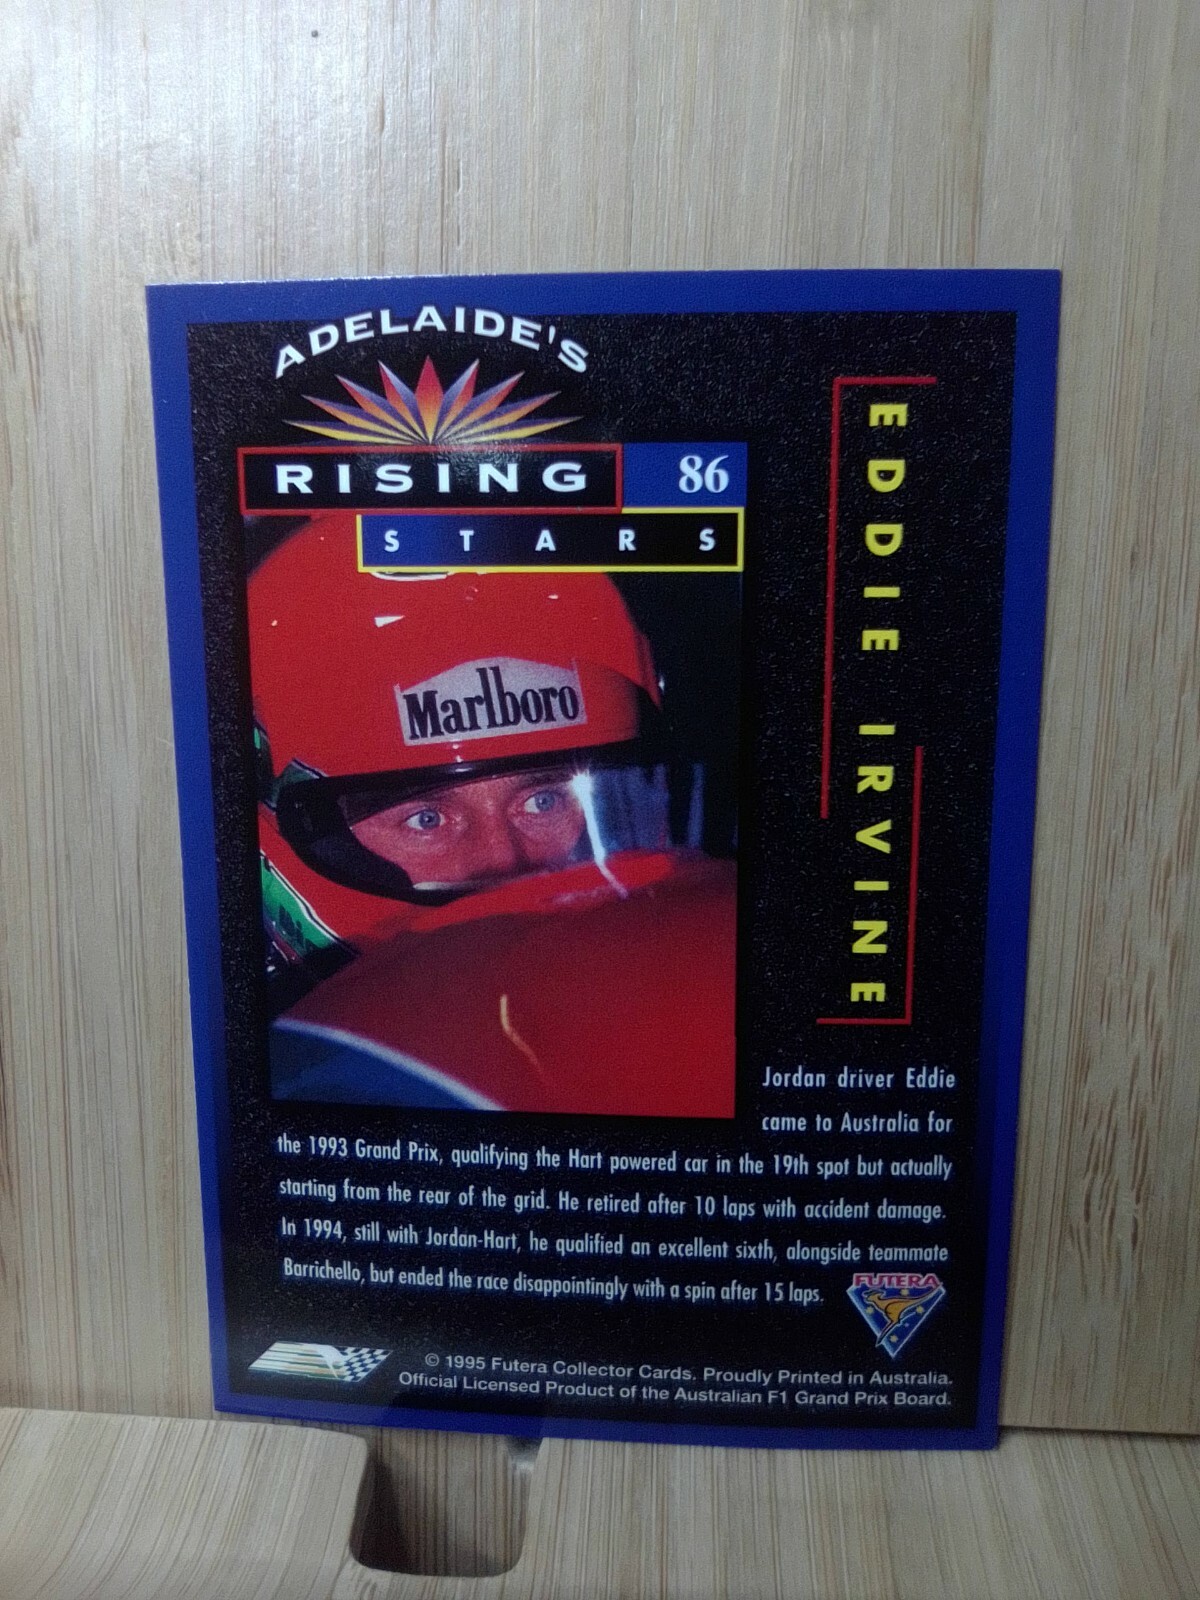 ADELAIDE'S
RISING
86
STARS
Marlboro
EDDIE IRVINE
Jordan driver Eddie
came to Australia for
the 1993 Grand Prix, qualifying the Hart powered car in the 19th spot but actually
starting from the rear of the grid. He retired after 10 laps with accident damage.
In 1994, still with Jordan-Hart, he qualified an excellent sixth, alongside teammate
Barrichello, but ended the race disappointingly with a spin after 15 laps.
FUTERA
© 1995 Futera Collector Cards. Proudly Printed in Australia.
Official Licensed Product of the Australian F1 Grand Prix Board.